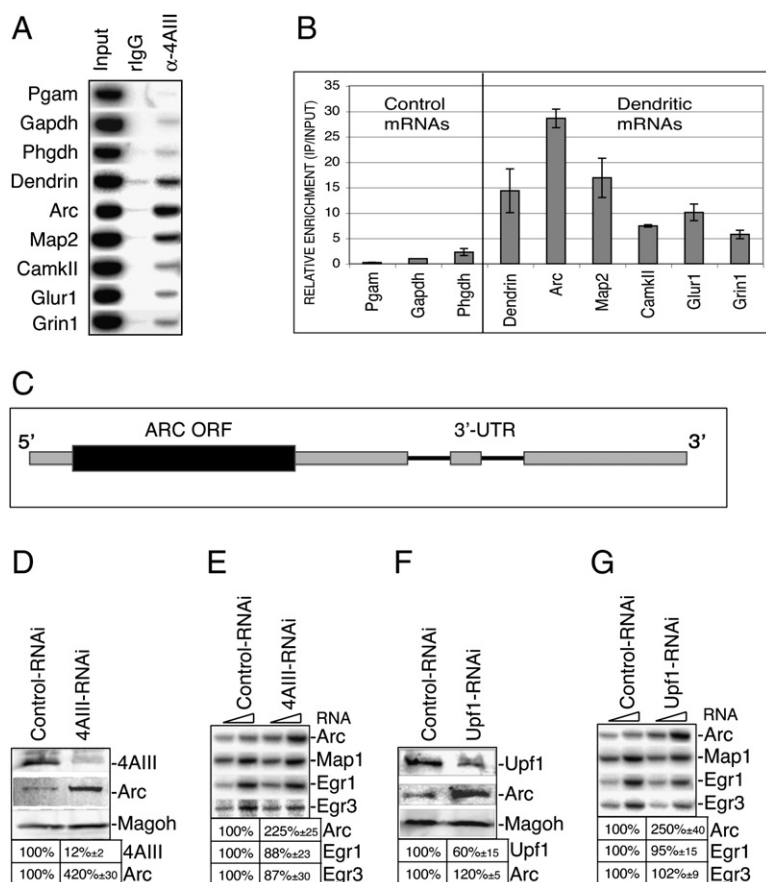 A
Input
rIgG
α-4AIII
Pgam
Gapdh
Phgdh
Dendrin
Arc
Map2
CamkII
Glur1
Grin1
B
RELATIVE ENRICHMENT (IP/INPUT)
35
30
25
20
15
10
5
0
Control
mRNAs
Dendritic
mRNAs
Pgam
Gapdh
Phgdh
Dendrin
Arc
Map2
CamkII
Glur1
Grin1
C
5'
ARC ORF
3'-UTR
3'
D
Control-RNAi
4AIII-RNAi
-4AIII
-Arc
-Magoh
100% 12%±2 4AIII
100% 420%±30 Arc
E
Control-RNAi
4AIII-RNAi
RNA
-Arc
-Map1
-Egr1
-Egr3
100% 225%±25 Arc
100% 88%±23 Egr1
100% 87%±30 Egr3
F
Control-RNAi
Upf1-RNAi
-Upf1
-Arc
-Magoh
100% 60%±15 Upf1
100% 120%±5 Arc
G
Control-RNAi
Upf1-RNAi
RNA
-Arc
-Map1
-Egr1
-Egr3
100% 250%±40 Arc
100% 95%±15 Egr1
100% 102%±9 Egr3